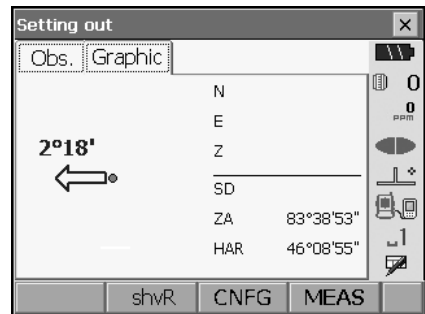 Setting out
Obs. Graphic
N
E
2°18' Z
SD
ZA 83°38'53"
HAR 46°08'55"
0
0
PPM
1
shvR CNFG MEAS